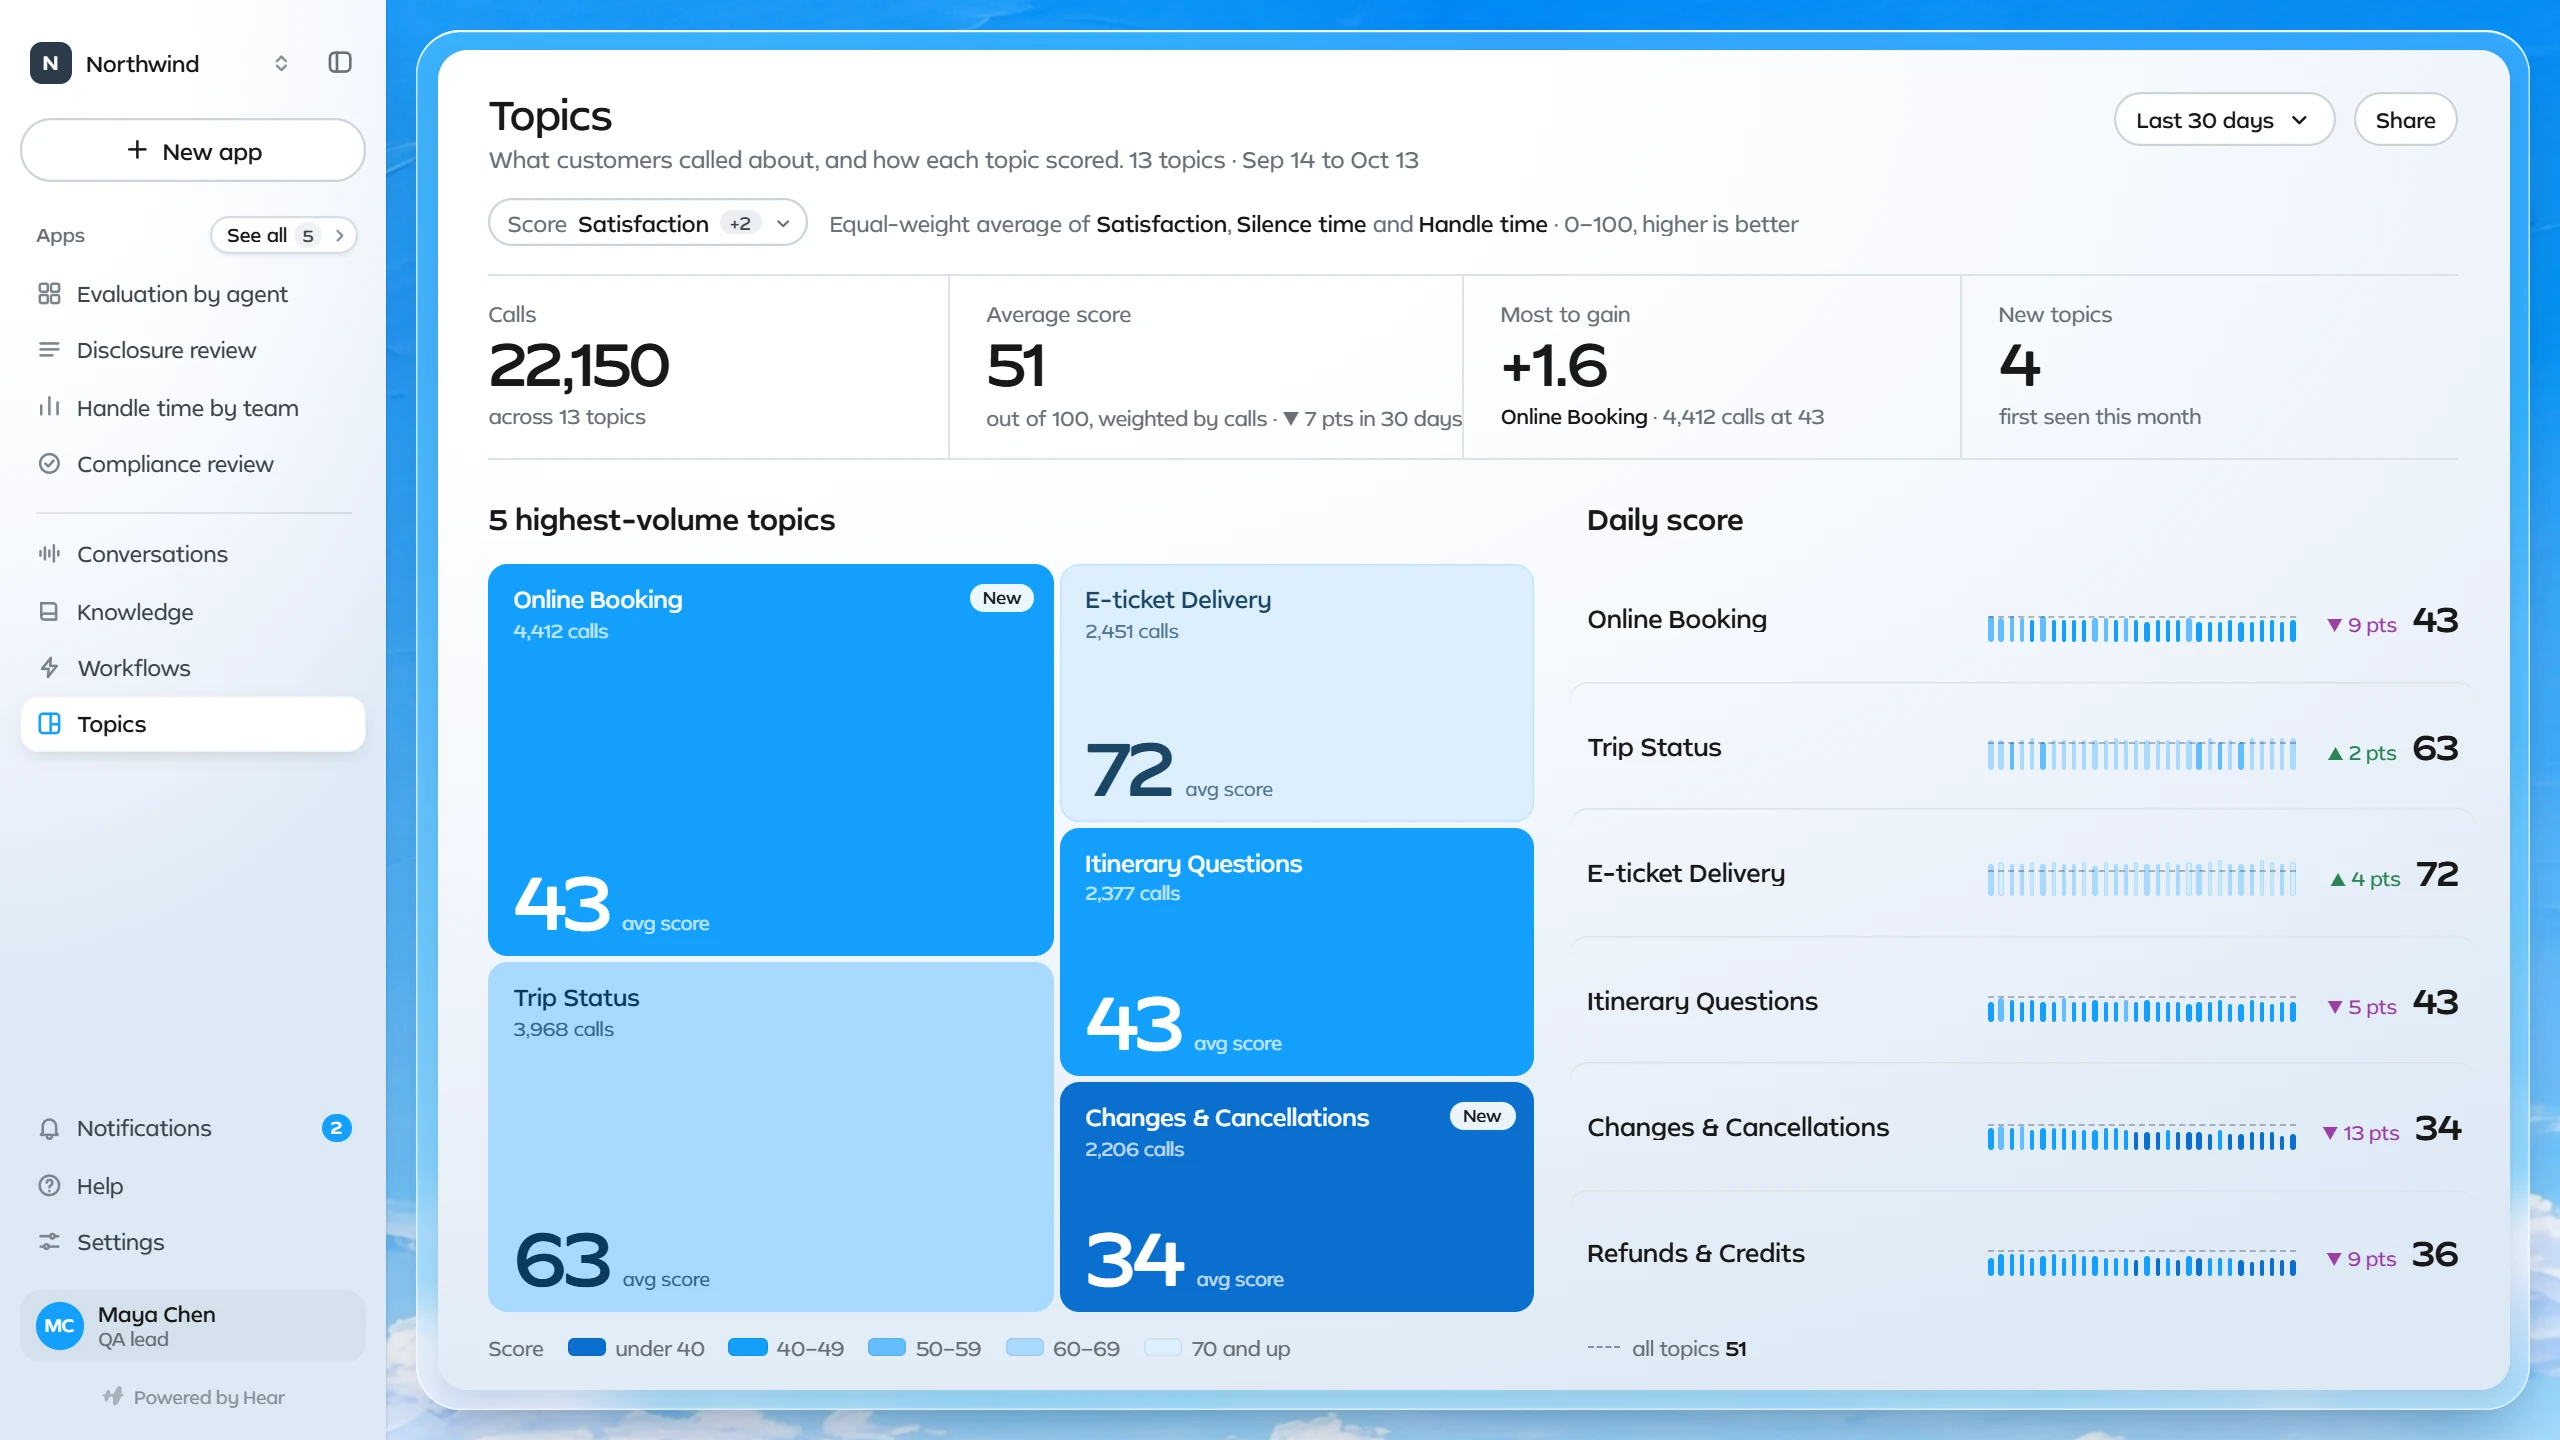 N Northwind
New app
Apps See all 5
Evaluation by agent
Disclosure review
Handle time by team
Compliance review
Conversations
Knowledge
Workflows
Topics
Notifications 2
Help
Settings
MC Maya Chen
QA lead
Powered by Hear
Topics
What customers called about, and how each topic scored. 13 topics · Sep 14 to Oct 13
Last 30 days
Share
Score Satisfaction +2
Equal-weight average of Satisfaction, Silence time and Handle time · 0–100, higher is better
Calls
22,150
across 13 topics
Average score
51
out of 100, weighted by calls · ▼ 7 pts in 30 days
Most to gain
+1.6
Online Booking · 4,412 calls at 43
New topics
4
first seen this month
5 highest-volume topics
Online Booking New
4,412 calls
43 avg score
Trip Status
3,968 calls
63 avg score
E-ticket Delivery
2,451 calls
72 avg score
Itinerary Questions
2,377 calls
43 avg score
Changes & Cancellations New
2,206 calls
34 avg score
Score under 40 40–49 50–59 60–69 70 and up
Daily score
Online Booking ▼ 9 pts 43
Trip Status ▲ 2 pts 63
E-ticket Delivery ▲ 4 pts 72
Itinerary Questions ▼ 5 pts 43
Changes & Cancellations ▼ 13 pts 34
Refunds & Credits ▼ 9 pts 36
all topics 51